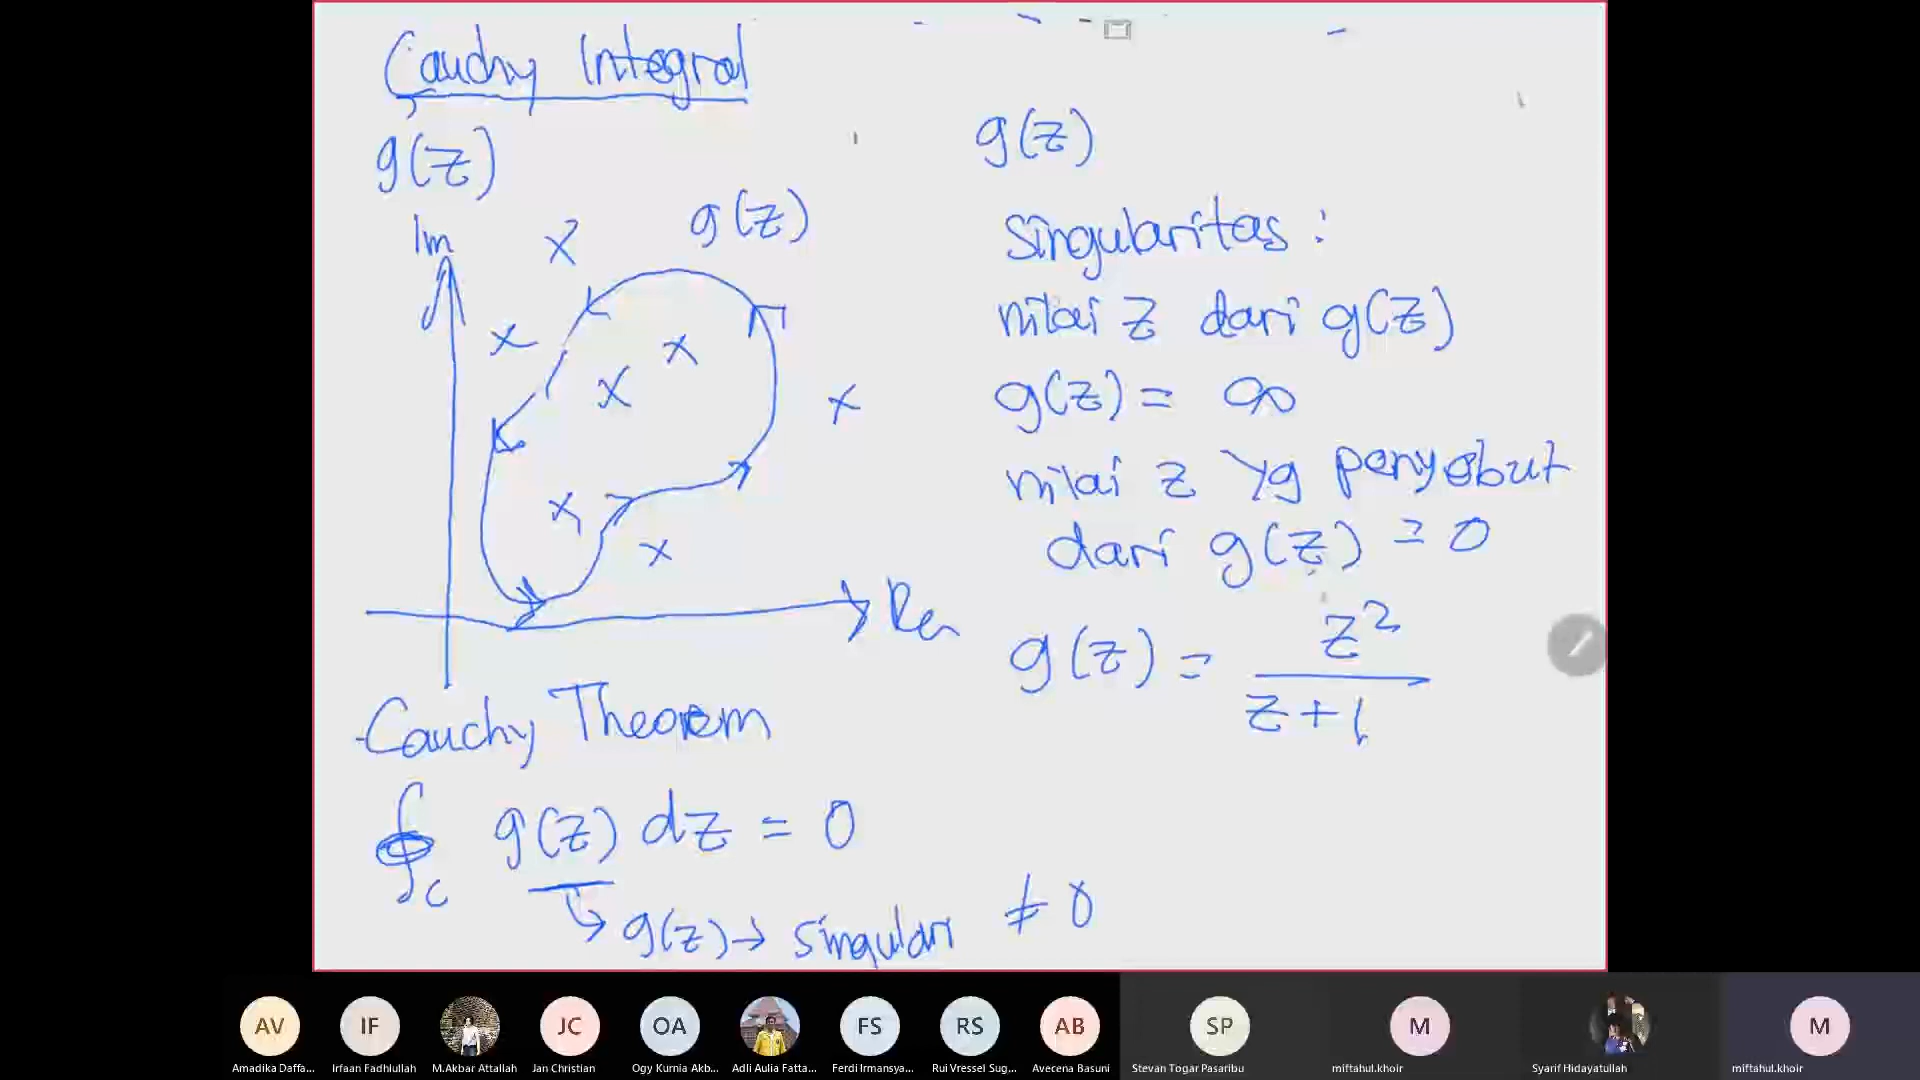 Cauchy Integral
g(z)
Im
g(z)
x
x
x
x
x
x
x
Re
Cauchy Theorem
∮c g(z) dz = 0
↳ g(z) → singulari ≠ 0
g(z)
Singularitas :
nilai z dari g(z)
g(z) = ∞
nilai z yg penyebut
dari g(z) = 0
g(z) = z²
z+1
AV
IF
JC
OA
FS
RS
AB
SP
M
M
Amadika Daffa...
Irfaan Fadhiullah
M.Akbar Attallah
Jan Christian
Ogy Kurnia Akb...
Adli Aulia Fatta...
Ferdi Irmansya...
Rui Vressel Sug...
Avecena Basuni
Stevan Togar Pasaribu
miftahul.khoir
Syarif Hidayatullah
miftahul.khoir